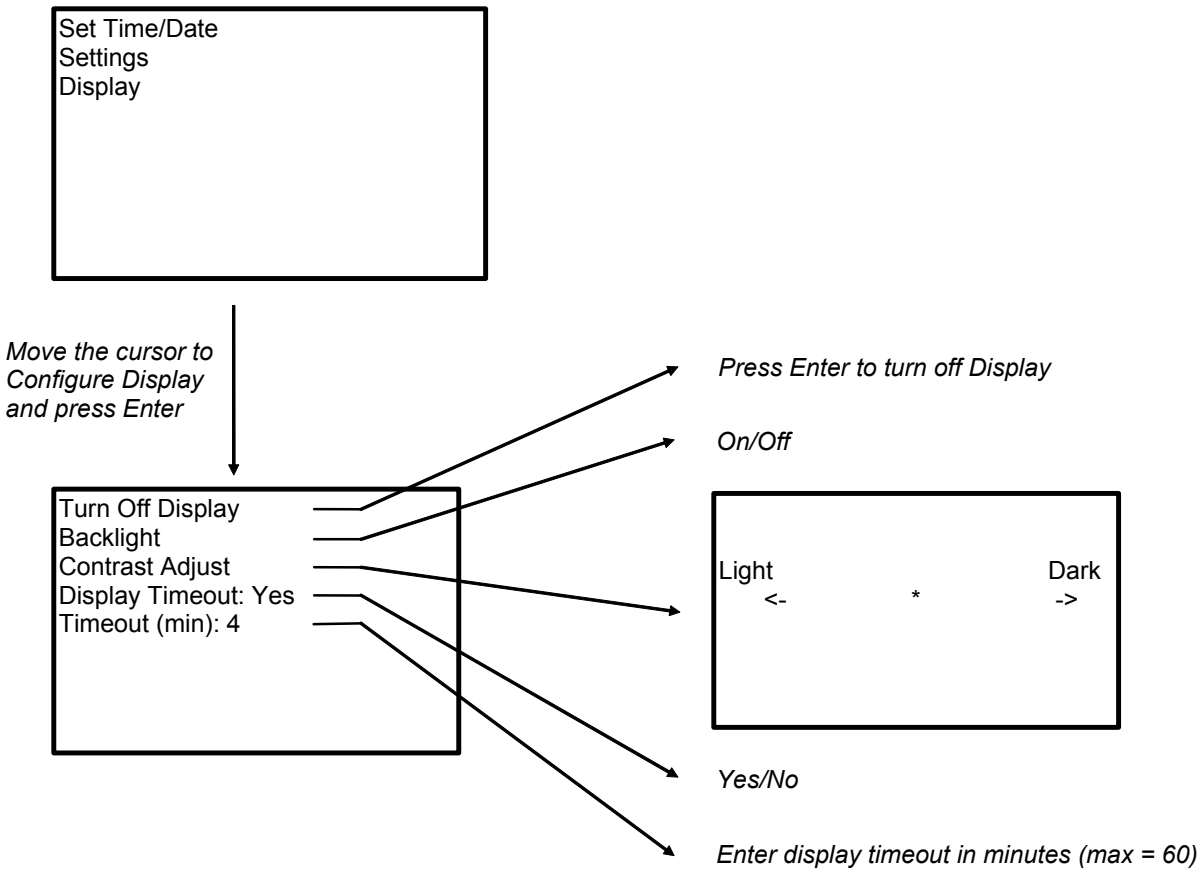 Set Time/Date
Settings
Display
Move the cursor to
Configure Display
and press Enter
Turn Off Display
Backlight
Contrast Adjust
Display Timeout: Yes
Timeout (min): 4
Press Enter to turn off Display
On/Off
Light Dark
<- * ->
Yes/No
Enter display timeout in minutes (max = 60)